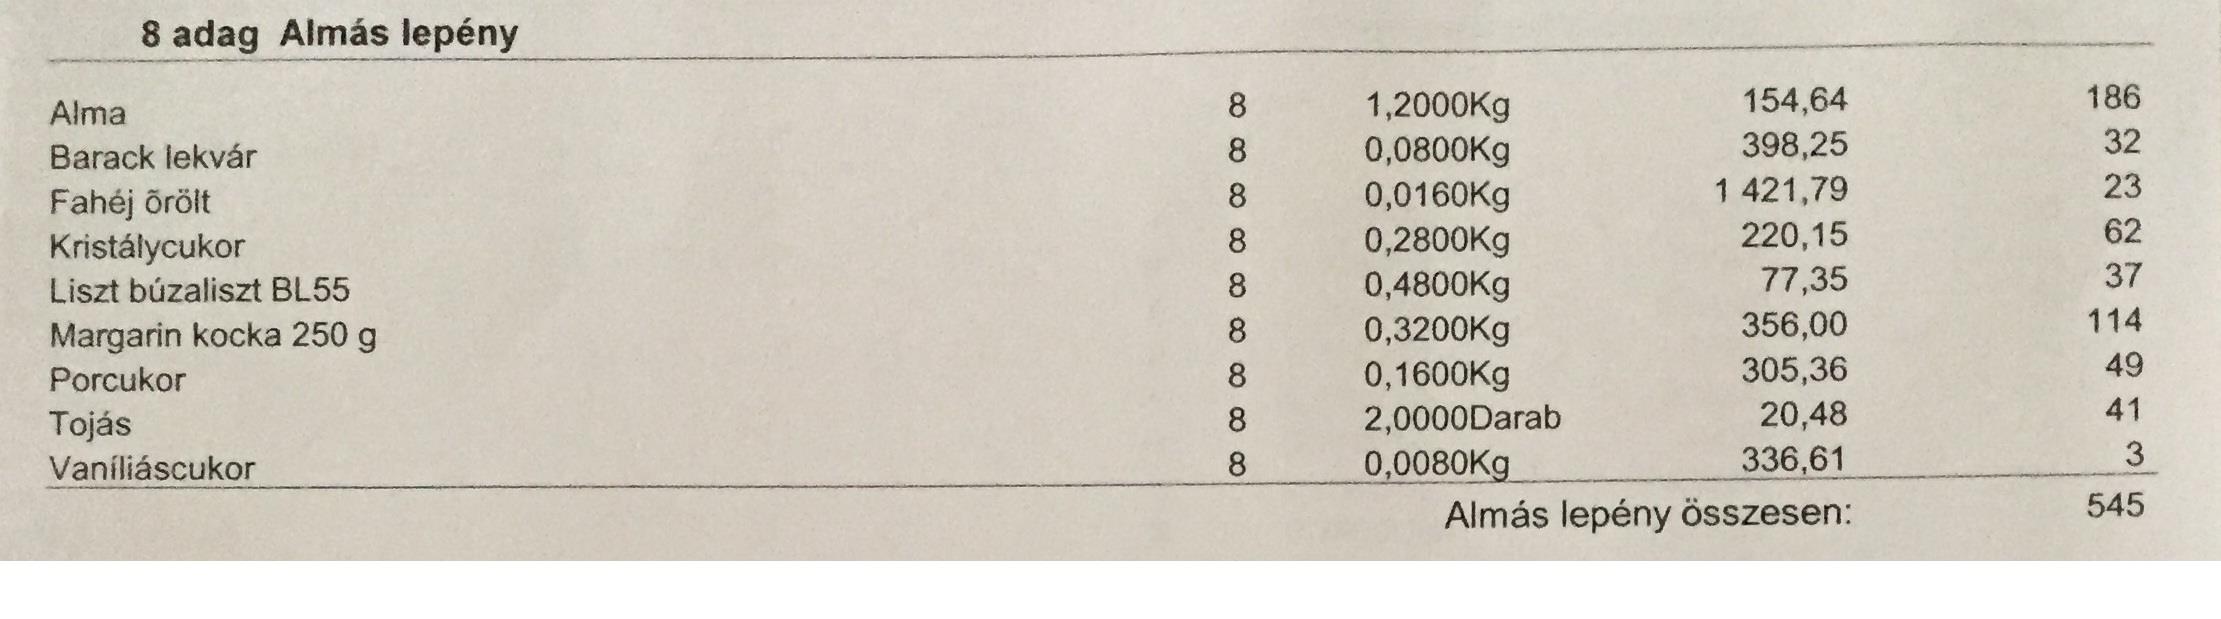 8 adag Almás lepény
Alma 8 1,2000Kg 154,64 186
Barack lekvár 8 0,0800Kg 398,25 32
Fahéj õrölt 8 0,0160Kg 1 421,79 23
Kristálycukor 8 0,2800Kg 220,15 62
Liszt búzaliszt BL55 8 0,4800Kg 77,35 37
Margarin kocka 250 g 8 0,3200Kg 356,00 114
Porcukor 8 0,1600Kg 305,36 49
Tojás 8 2,0000Darab 20,48 41
Vaníliáscukor 8 0,0080Kg 336,61 3
Almás lepény összesen: 545